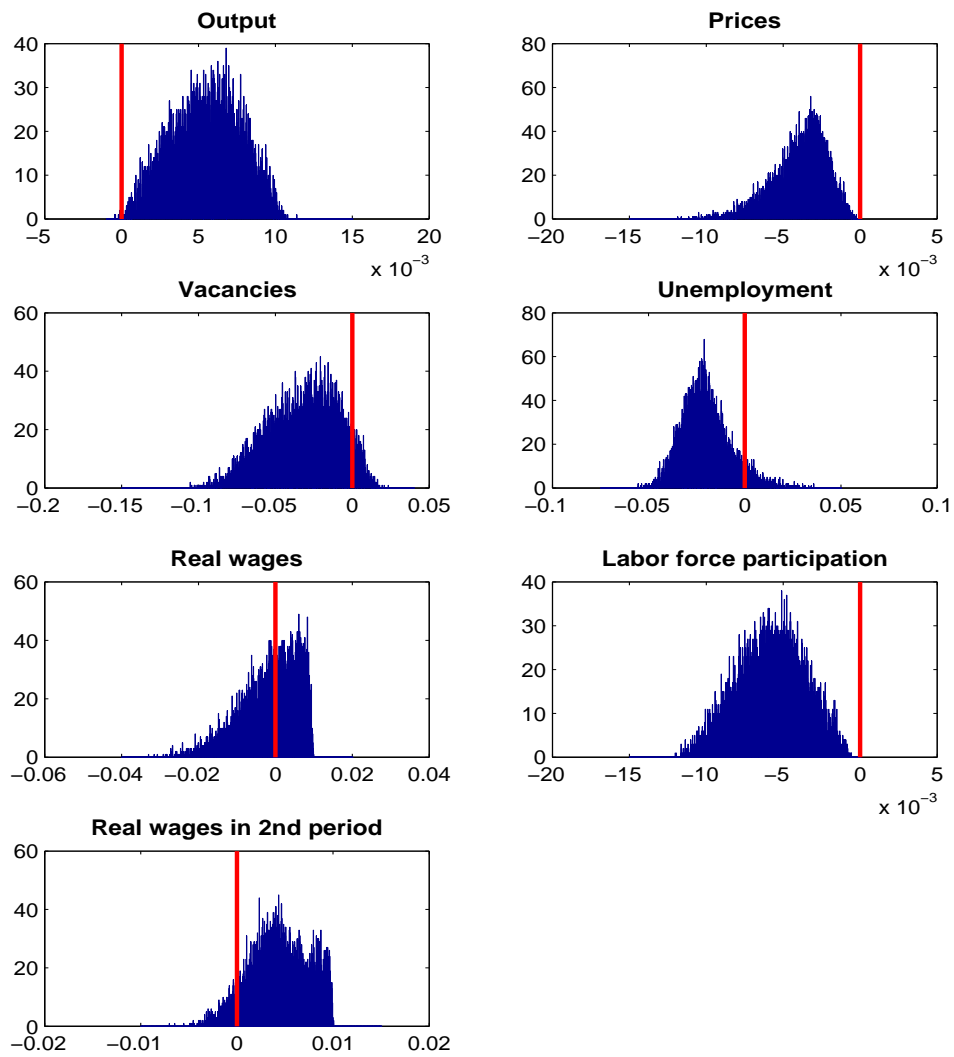 Output
40
30
20
10
0
−5 0 5 10 15 20
x 10−3
Prices
80
60
40
20
0
−20 −15 −10 −5 0 5
x 10−3
Vacancies
60
40
20
0
−0.2 −0.15 −0.1 −0.05 0 0.05
Unemployment
80
60
40
20
0
−0.1 −0.05 0 0.05 0.1
Real wages
60
40
20
0
−0.06 −0.04 −0.02 0 0.02 0.04
Labor force participation
40
30
20
10
0
−20 −15 −10 −5 0 5
x 10−3
Real wages in 2nd period
60
40
20
0
−0.02 −0.01 0 0.01 0.02